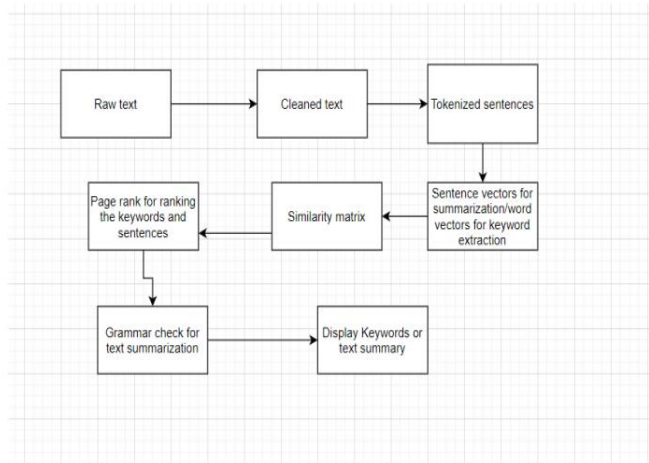 Raw text
Cleaned text
Tokenized sentences
Sentence vectors for
summarization/word
vectors for keyword
extraction
Similarity matrix
Page rank for ranking
the keywords and
sentences
Grammar check for
text summarization
Display Keywords or
text summary